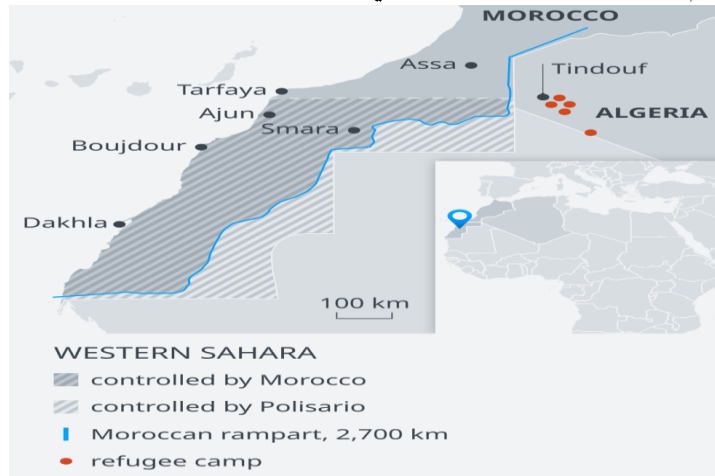 MOROCCO
Assa
Tindouf
Tarfaya
ALGERIA
Ajun
Smara
Boujdour
Dakhla
100 km
WESTERN SAHARA
controlled by Morocco
controlled by Polisario
Moroccan rampart, 2,700 km
refugee camp